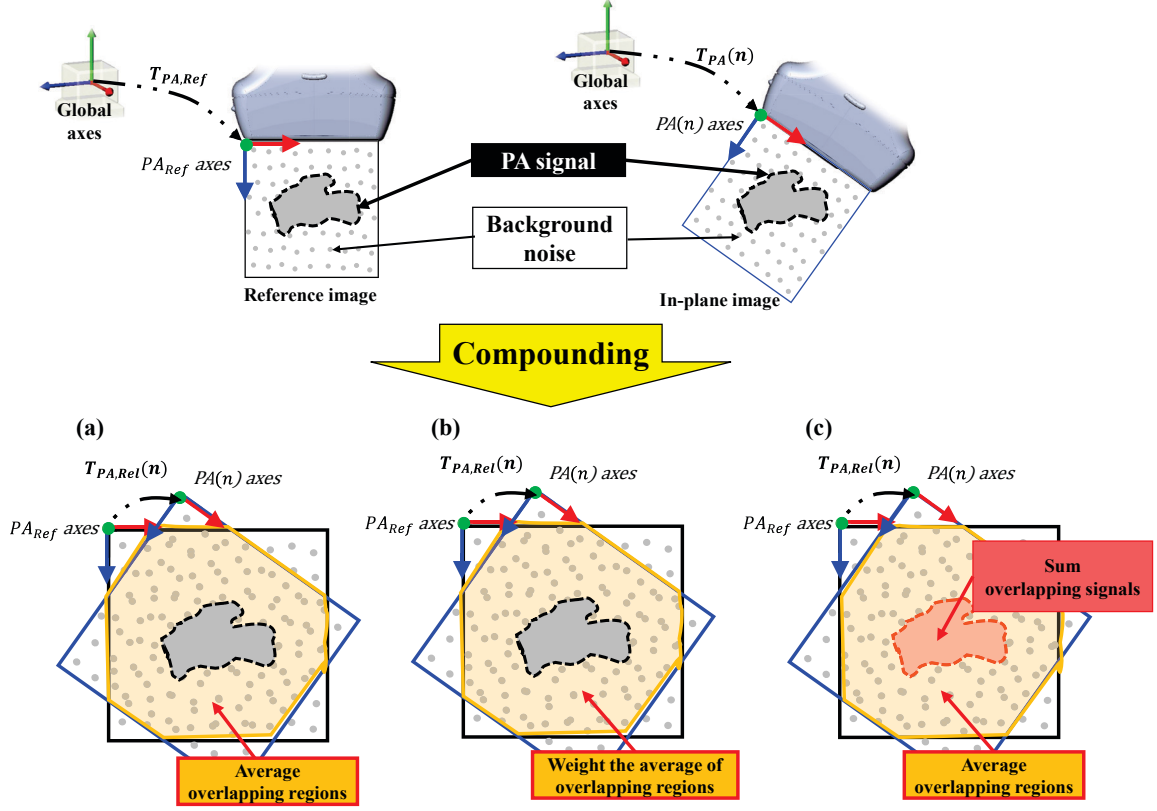 T_PA,Ref
Global
axes
PA_Ref axes
T_PA(n)
Global
axes
PA(n) axes
PA signal
Background
noise
Reference image
In-plane image
Compounding
(a)
T_PA,Rel(n)
PA(n) axes
PA_Ref axes
Average
overlapping regions
(b)
T_PA,Rel(n)
PA(n) axes
PA_Ref axes
Weight the average of
overlapping regions
(c)
T_PA,Rel(n)
PA(n) axes
PA_Ref axes
Sum
overlapping signals
Average
overlapping regions